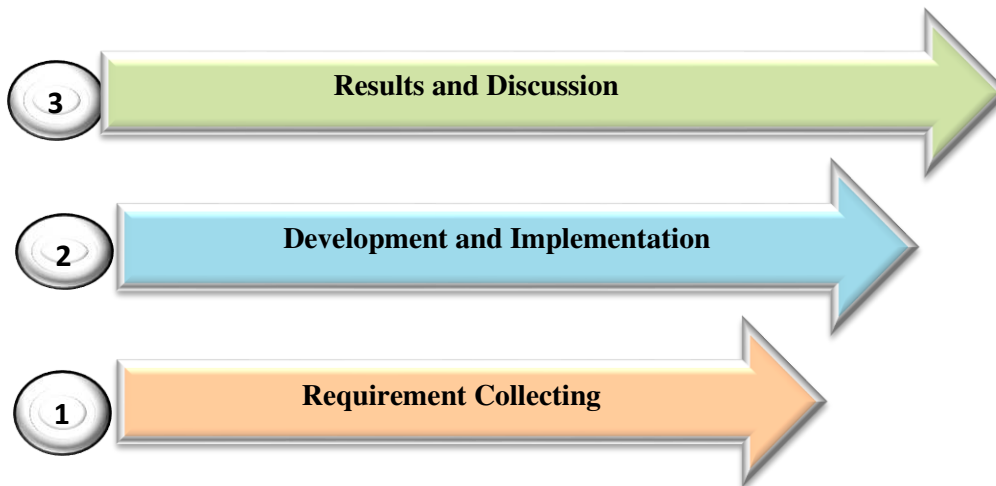 3 Results and Discussion
2 Development and Implementation
1 Requirement Collecting